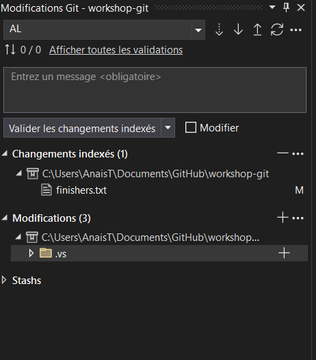 Modifications Git - workshop-git
AL
0 / 0 Afficher toutes les validations
Entrez un message <obligatoire>
Valider les changements indexés Modifier
Changements indexés (1)
C:\Users\AnaisT\Documents\GitHub\workshop-git
finishers.txt M
Modifications (3)
C:\Users\AnaisT\Documents\GitHub\workshop...
.vs
Stashs